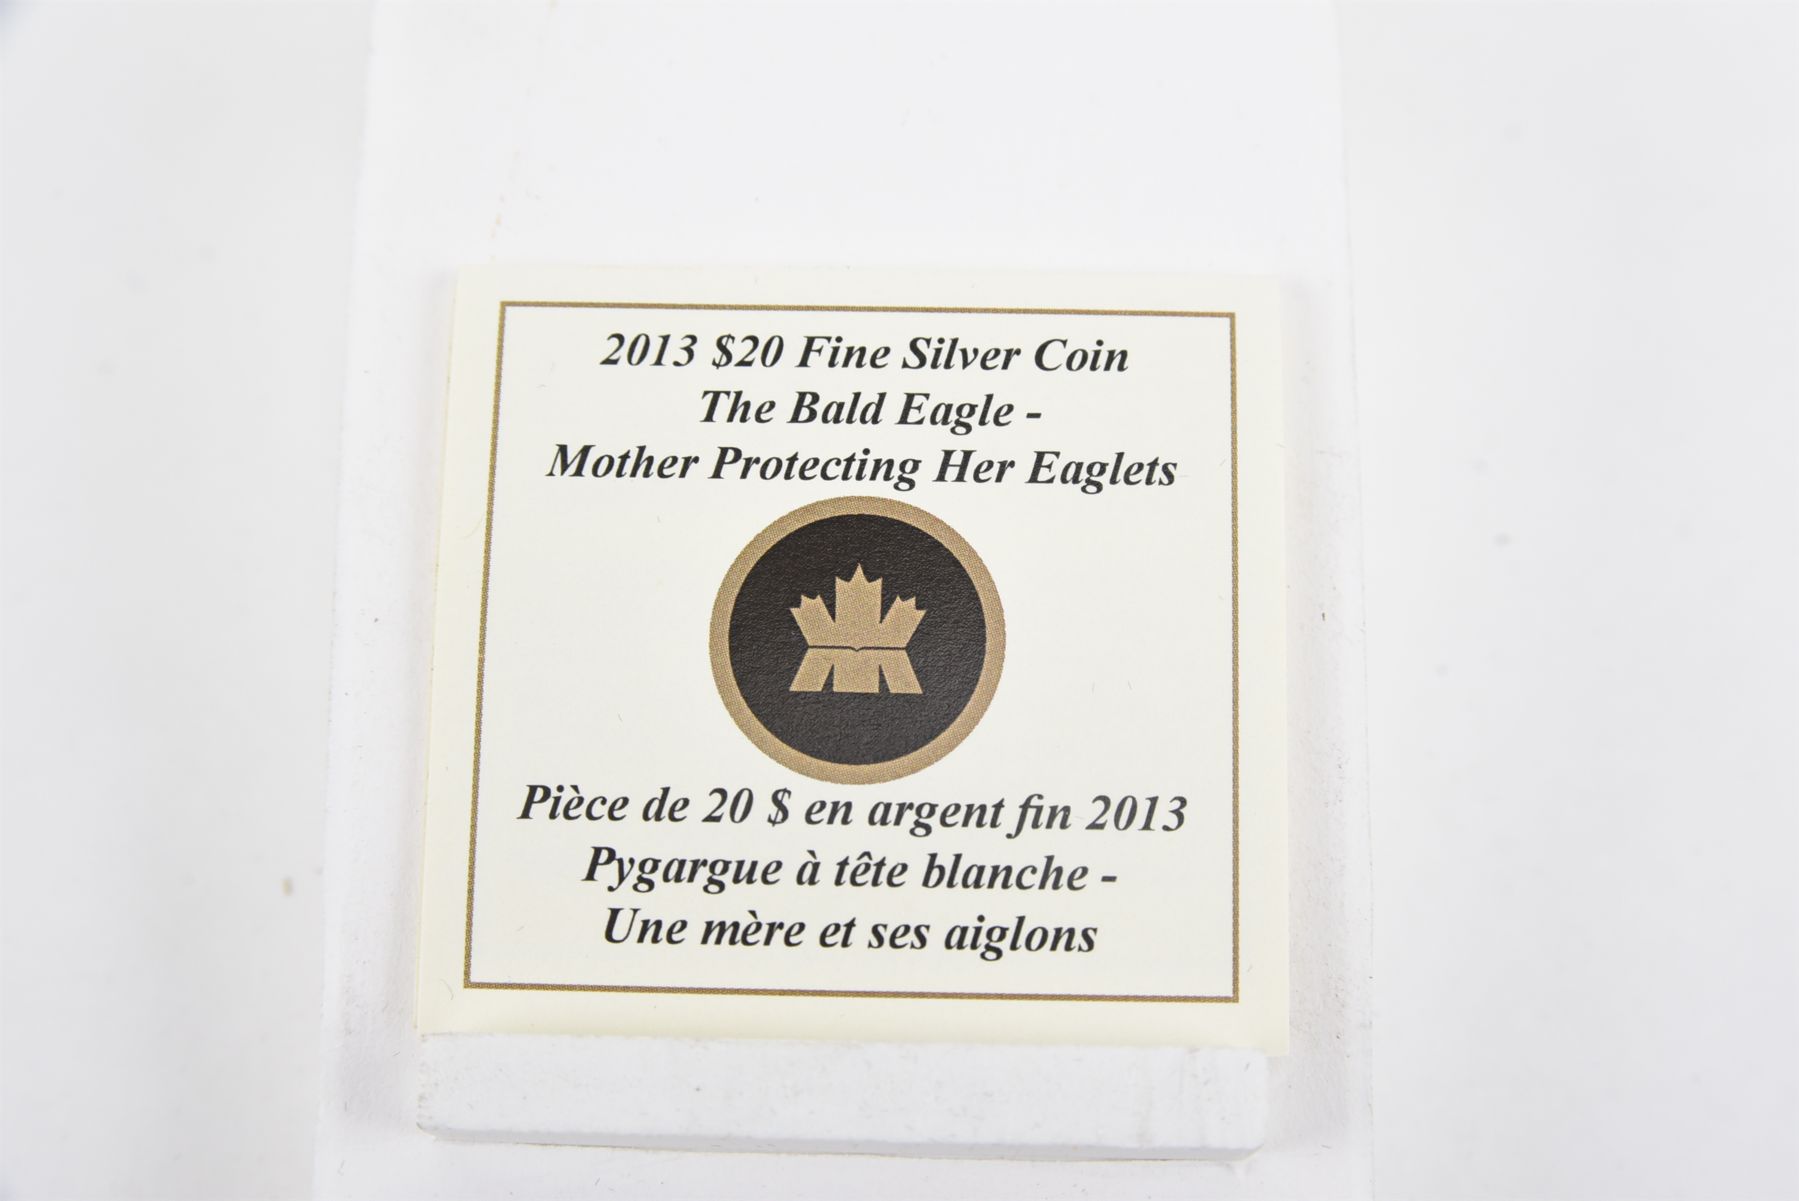 2013 $20 Fine Silver Coin
The Bald Eagle -
Mother Protecting Her Eaglets
Pièce de 20 $ en argent fin 2013
Pygargue à tête blanche -
Une mère et ses aiglons